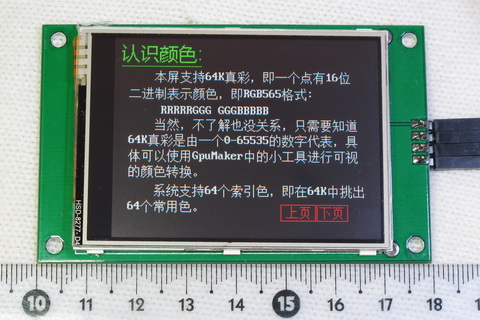 认识颜色:
本屏支持64K真彩，即一个点有16位
二进制表示颜色，即RGB565格式：
RRRRRGGG GGGBBBBB
当然，不了解也没关系，只需要知道
64K真彩是由一个0-65535的数字代表，具
体可以使用GpuMaker中的小工具进行可视
的颜色转换。
系统支持64个索引色，即在64K中挑出
64个常用色。
上页 下页
10 11 12 13 14 15 16 17 18